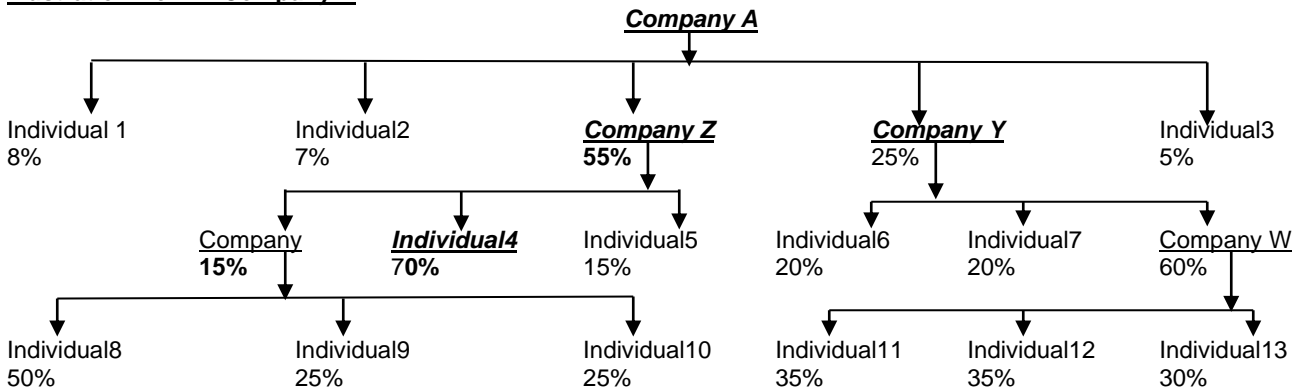 Company A
Individual 1 Individual2 Company Z Company Y Individual3
8% 7% 55% 25% 5%
Company Individual4 Individual5 Individual6 Individual7 Company W
15% 70% 15% 20% 20% 60%
Individual8 Individual9 Individual10 Individual11 Individual12 Individual13
50% 25% 25% 35% 35% 30%